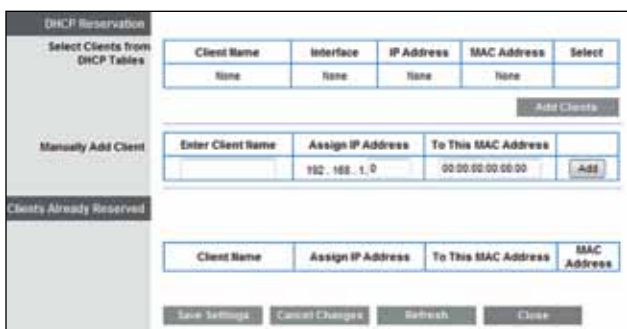 DHCP Reservation
Select Clients from
DHCP Tables
Client Name Interface IP Address MAC Address Select
None None None None
Add Clients
Manually Add Client
Enter Client Name Assign IP Address To This MAC Address
192 . 168 . 1. 0 00:00:00:00:00:00 Add
Clients Already Reserved
Client Name Assign IP Address To This MAC Address MAC
Address
Save Settings Cancel Changes Refresh Close